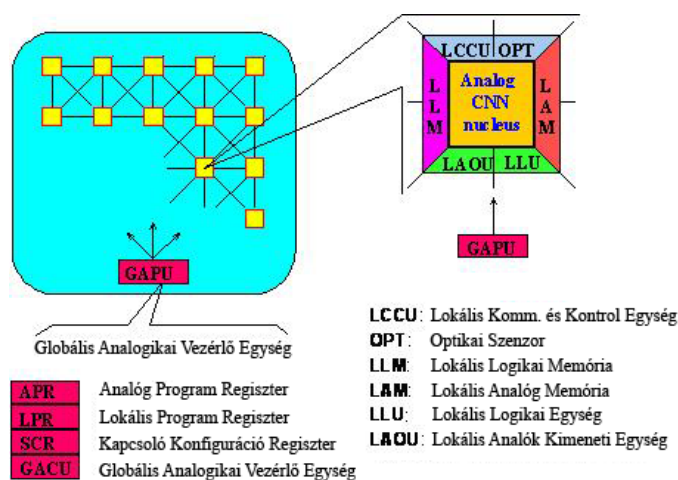 LCCU OPT
LLM
Analog
CNN
nucleus
LAM
LAOU LLU
GAPU
GAPU
Globális Analogikai Vezérlő Egység
APR Analóg Program Regiszter
LPR Lokális Program Regiszter
SCR Kapcsoló Konfiguráció Regiszter
GACU Globális Analogikai Vezérlő Egység
LCCU: Lokális Komm. és Kontrol Egység
OPT: Optikai Szenzor
LLM: Lokális Logikai Memória
LAM: Lokális Analóg Memória
LLU: Lokális Logikai Egység
LAOU: Lokális Analók Kimeneti Egység